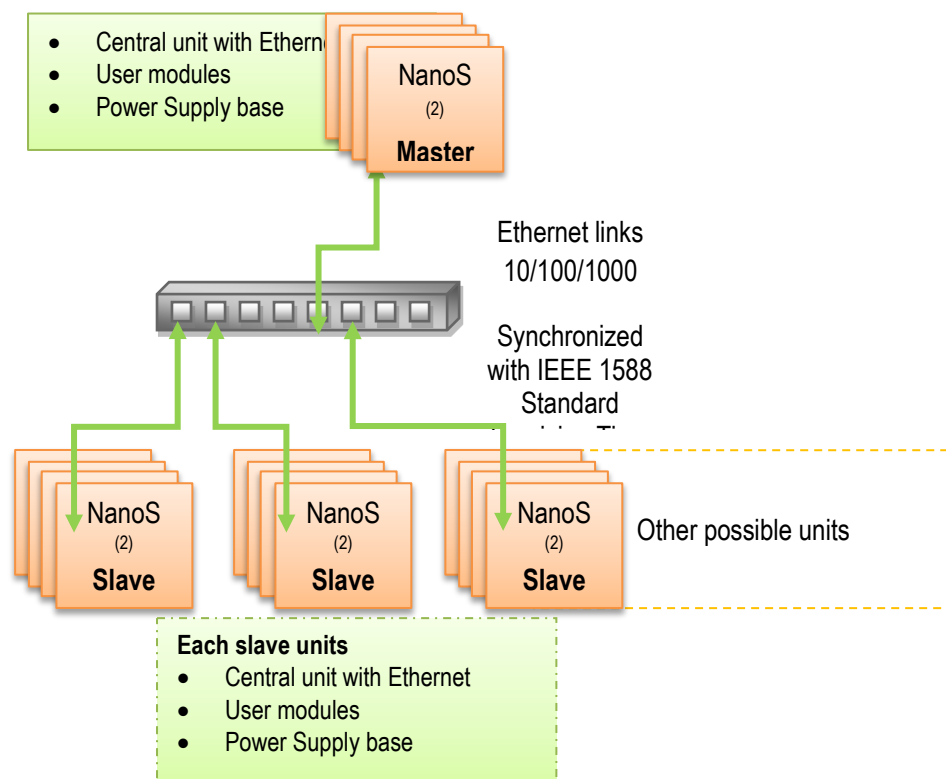 • Central unit with Ethern
• User modules
• Power Supply base
NanoS
(2)
Master
Ethernet links
10/100/1000
Synchronized
with IEEE 1588
Standard
NanoS
(2)
Slave
NanoS
(2)
Slave
NanoS
(2)
Slave
Other possible units
Each slave units
• Central unit with Ethernet
• User modules
• Power Supply base